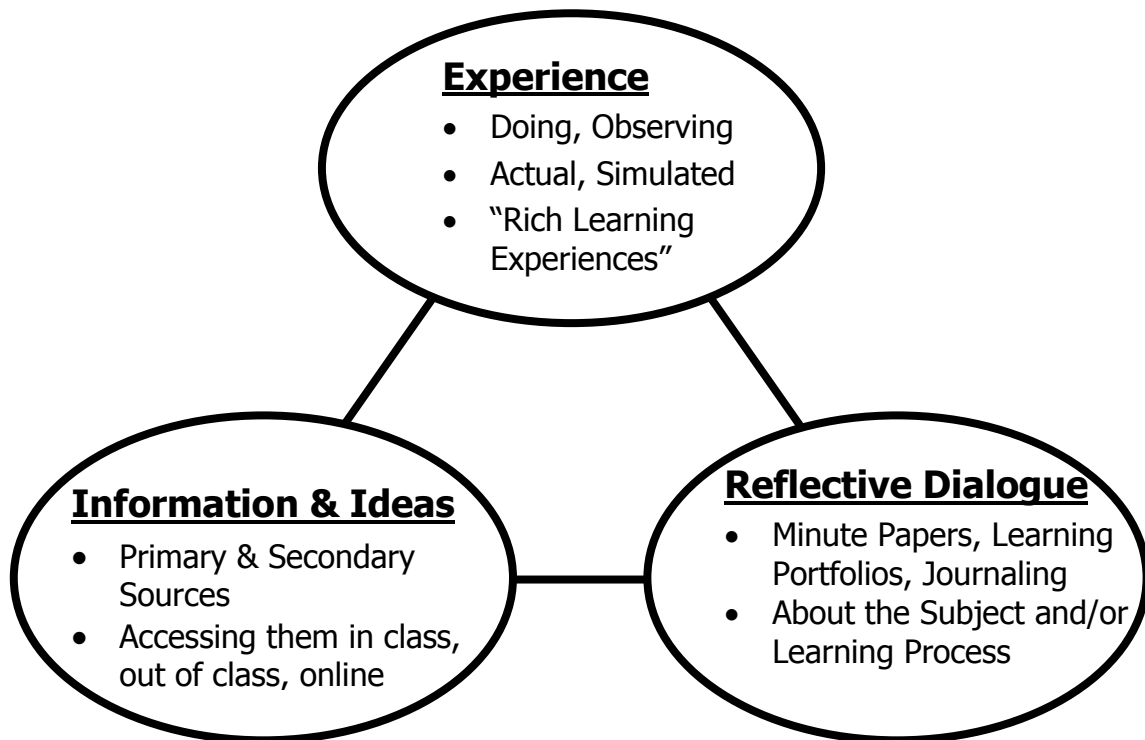 Experience
• Doing, Observing
• Actual, Simulated
• “Rich Learning
Experiences”
Information & Ideas
• Primary & Secondary
Sources
• Accessing them in class,
out of class, online
Reflective Dialogue
• Minute Papers, Learning
Portfolios, Journaling
• About the Subject and/or
Learning Process